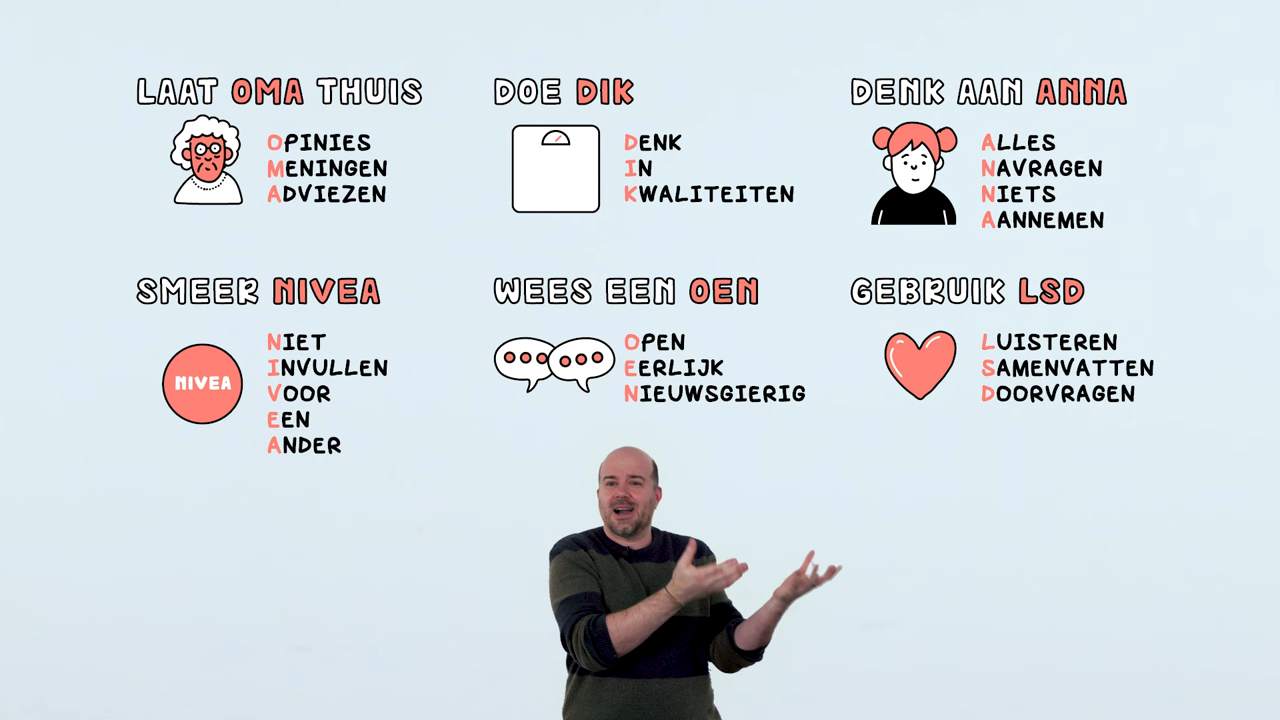 LAAT OMA THUIS
OPINIES
MENINGEN
ADVIEZEN
DOE DIK
DENK
IN
KWALITEITEN
DENK AAN ANNA
ALLES
NAVRAGEN
NIETS
AANNEMEN
SMEER NIVEA
NIVEA
NIET
INVULLEN
VOOR
EEN
ANDER
WEES EEN OEN
OPEN
EERLIJK
NIEUWSGIERIG
GEBRUIK LSD
LUISTEREN
SAMENVATTEN
DOORVRAGEN